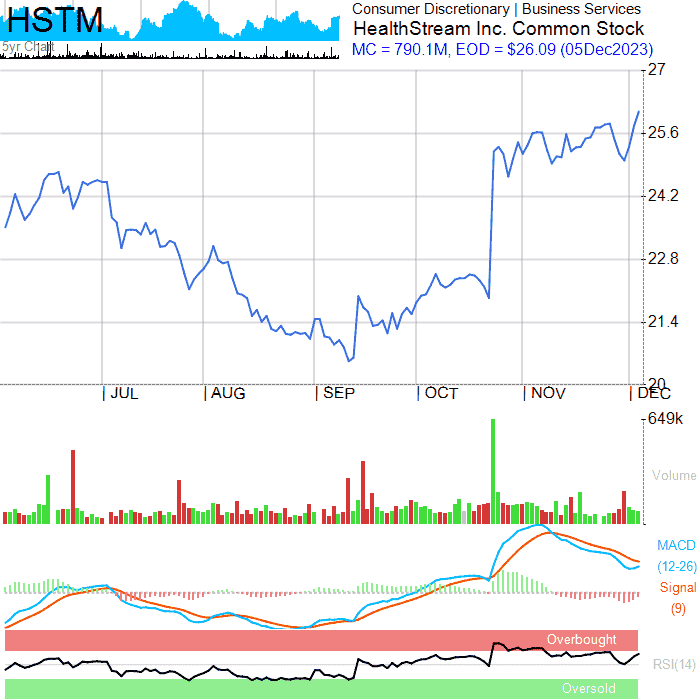 HSTM
5yr Chart
Consumer Discretionary | Business Services
HealthStream Inc. Common Stock
MC = 790.1M, EOD = $26.09 (05Dec2023)
27
25.6
24.2
22.8
21.4
20
| JUL | AUG | SEP | OCT | NOV | DEC
649k
Volume
MACD
(12-26)
Signal
(9)
Overbought
RSI(14)
Oversold